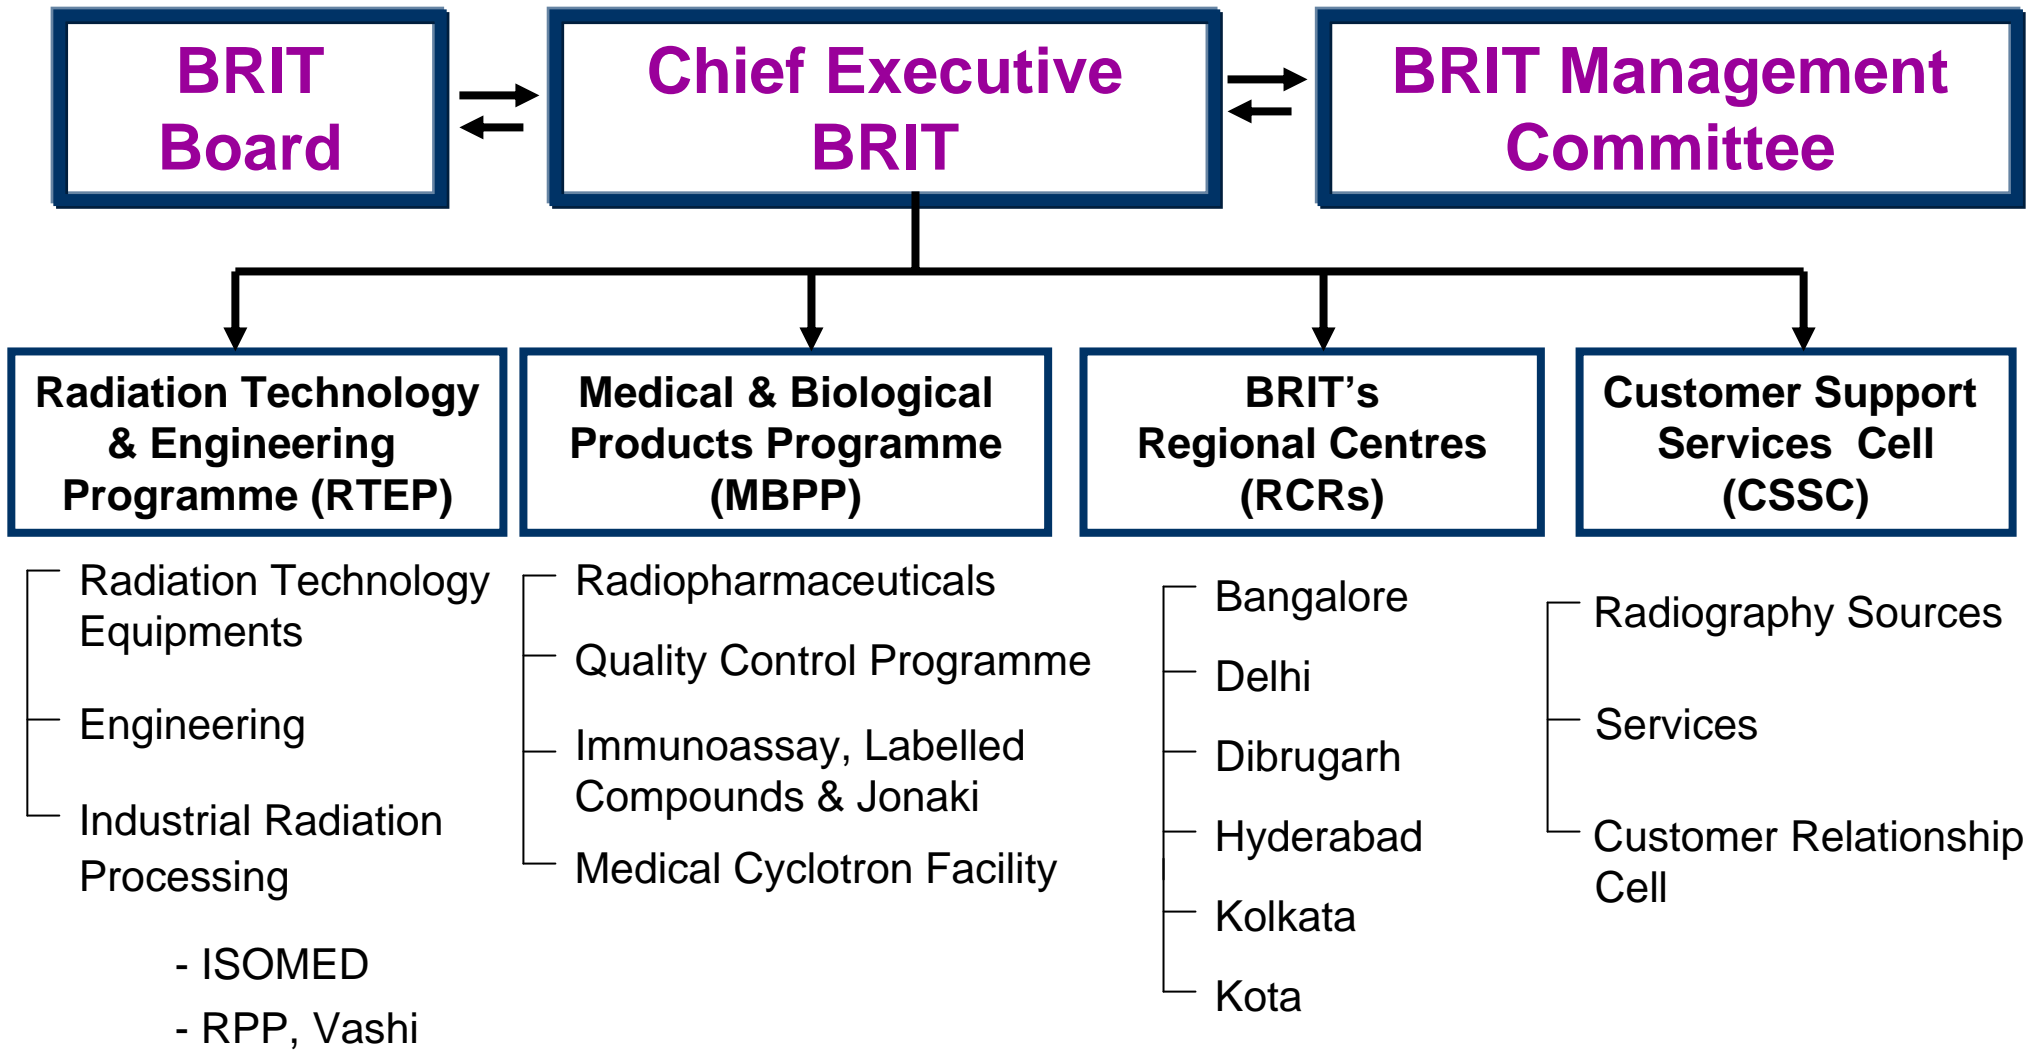 BRIT
Board
Chief Executive
BRIT
BRIT Management
Committee
Radiation Technology
& Engineering
Programme (RTEP)
Medical & Biological
Products Programme
(MBPP)
BRIT’s
Regional Centres
(RCRs)
Customer Support
Services Cell
(CSSC)
Radiation Technology
Equipments
Engineering
Industrial Radiation
Processing
- ISOMED
- RPP, Vashi
Radiopharmaceuticals
Quality Control Programme
Immunoassay, Labelled
Compounds & Jonaki
Medical Cyclotron Facility
Bangalore
Delhi
Dibrugarh
Hyderabad
Kolkata
Kota
Radiography Sources
Services
Customer Relationship
Cell